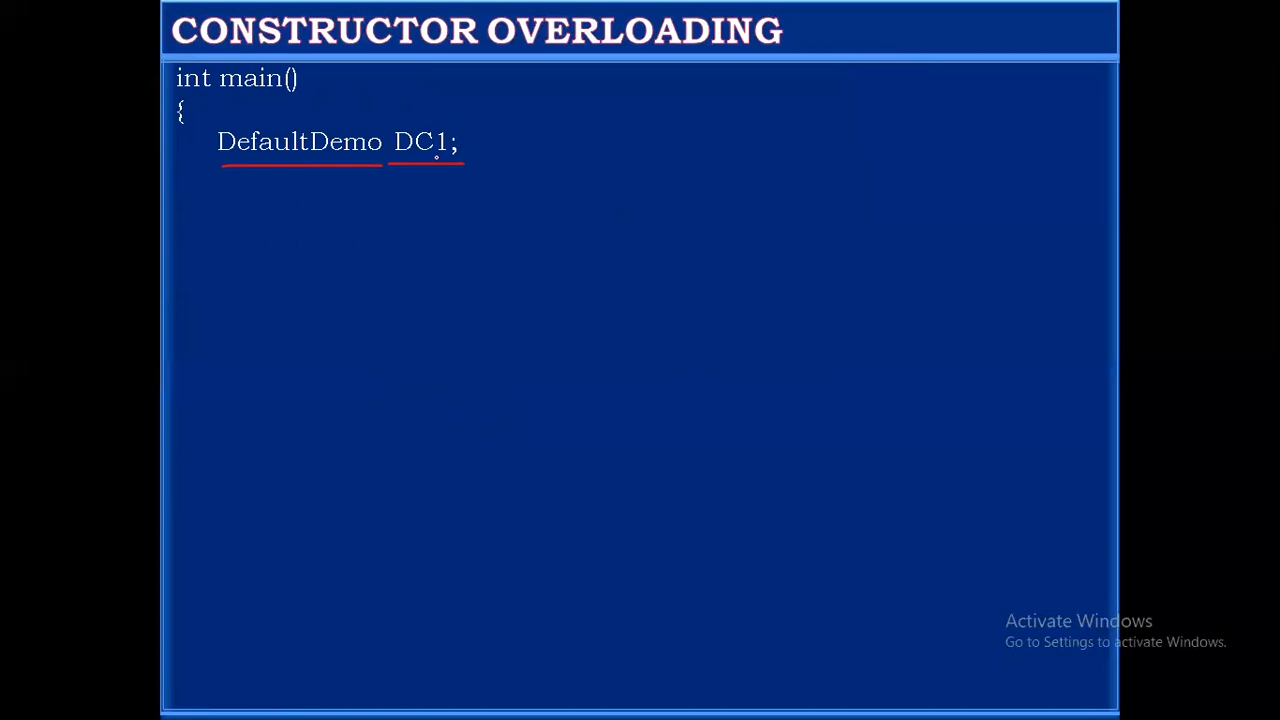 CONSTRUCTOR OVERLOADING
int main()
{
DefaultDemo DC1;
Activate Windows
Go to Settings to activate Windows.